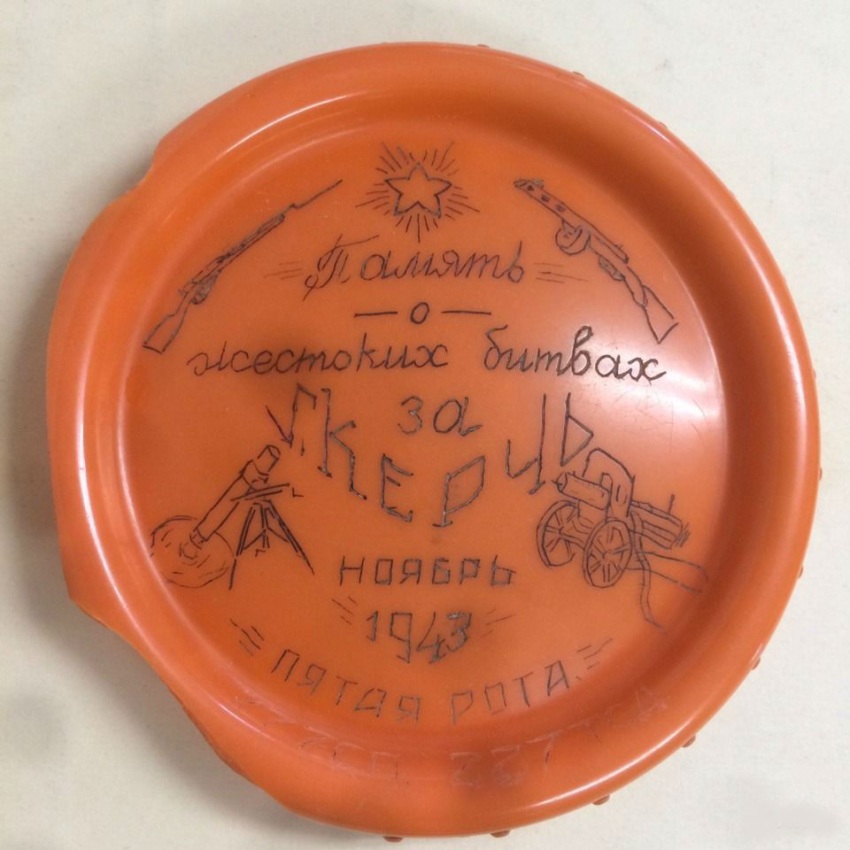 Память
о
жестоких битвах
за
г. КЕРЧЬ
НОЯБРЬ
1943
ПЯТАЯ РОТА